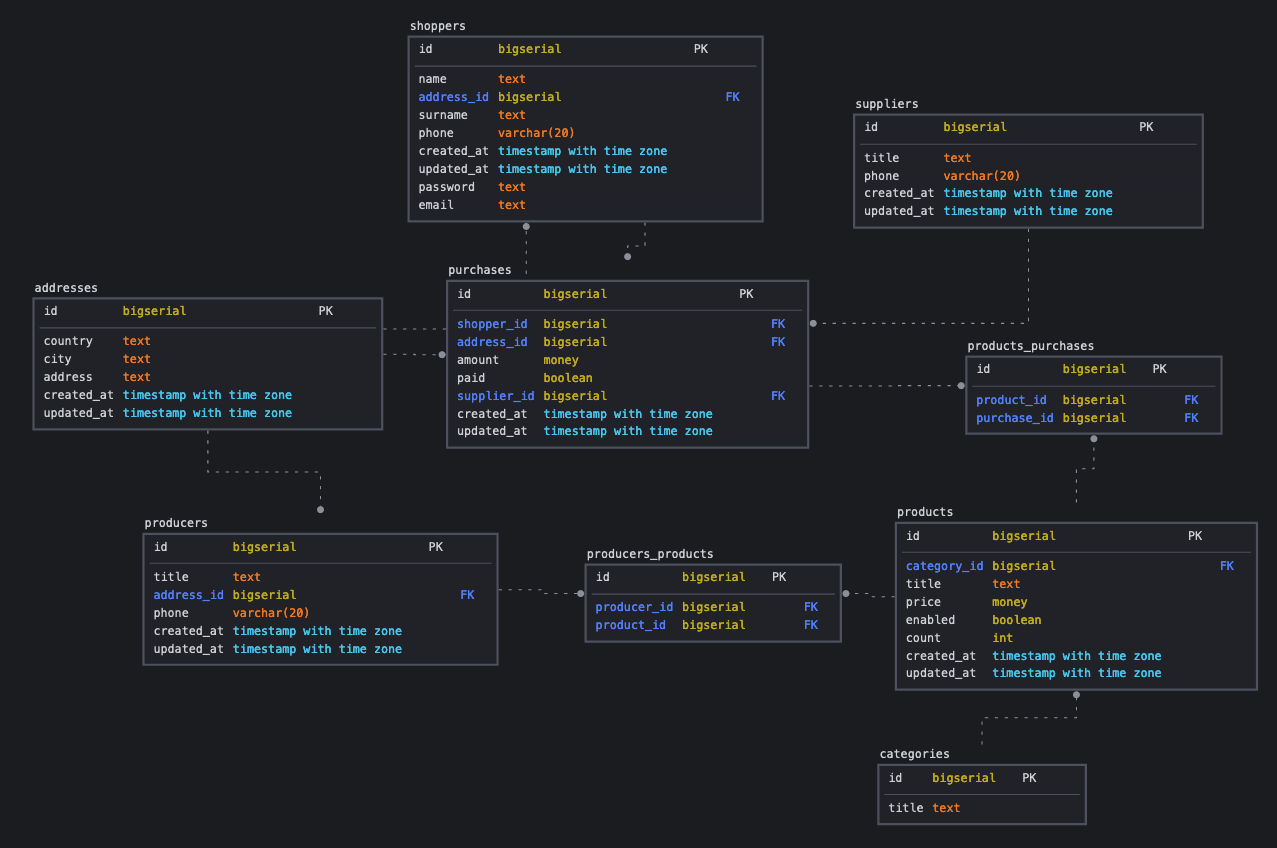 shoppers
id bigserial PK
name text
address_id bigserial FK
surname text
phone varchar(20)
created_at timestamp with time zone
updated_at timestamp with time zone
password text
email text
suppliers
id bigserial PK
title text
phone varchar(20)
created_at timestamp with time zone
updated_at timestamp with time zone
addresses
id bigserial PK
country text
city text
address text
created_at timestamp with time zone
updated_at timestamp with time zone
purchases
id bigserial PK
shopper_id bigserial FK
address_id bigserial FK
amount money
paid boolean
supplier_id bigserial FK
created_at timestamp with time zone
updated_at timestamp with time zone
products_purchases
id bigserial PK
product_id bigserial FK
purchase_id bigserial FK
producers
id bigserial PK
title text
address_id bigserial FK
phone varchar(20)
created_at timestamp with time zone
updated_at timestamp with time zone
producers_products
id bigserial PK
producer_id bigserial FK
product_id bigserial FK
products
id bigserial PK
category_id bigserial FK
title text
price money
enabled boolean
count int
created_at timestamp with time zone
updated_at timestamp with time zone
categories
id bigserial PK
title text